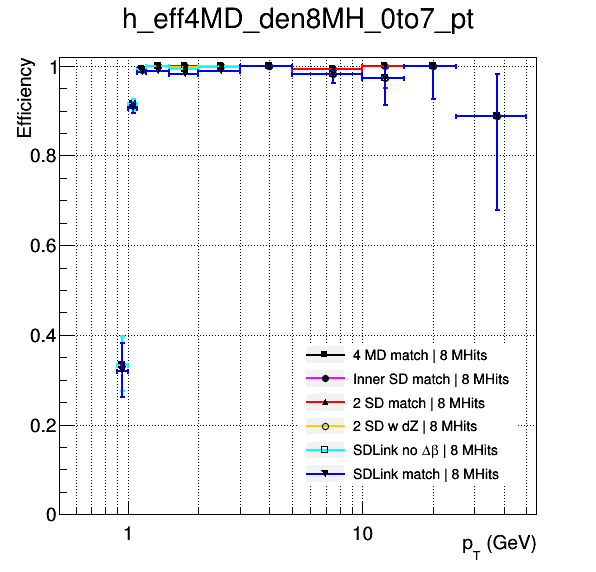 h_eff4MD_den8MH_0to7_pt
Efficiency
1
0.8
0.6
0.4
0.2
0
4 MD match | 8 MHits
Inner SD match | 8 MHits
2 SD match | 8 MHits
2 SD w dZ | 8 MHits
SDLink no Δβ | 8 MHits
SDLink match | 8 MHits
1 10
p_T (GeV)